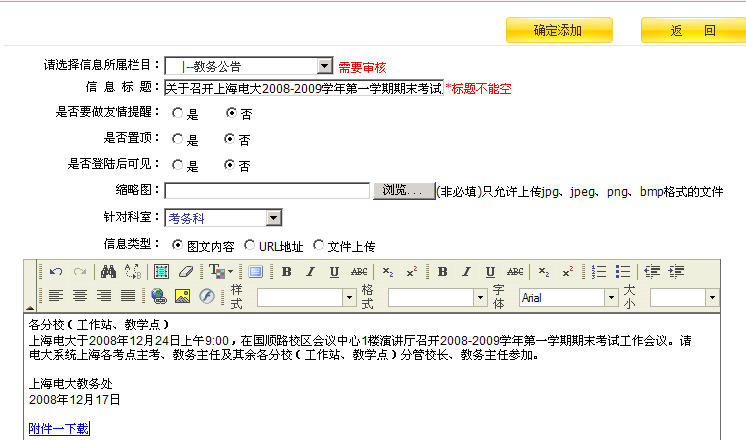 确定添加 返 回
请选择信息所属栏目： |--教务公告 需要审核
信 息 标 题： 关于召开上海电大2008-2009学年第一学期期末考试 *标题不能空
是否要做友情提醒： 是 否
是否置顶： 是 否
是否登陆后可见： 是 否
缩略图： 浏览... (非必填)只允许上传jpg、jpeg、png、bmp格式的文件
针对科室： 考务科
信息类型： 图文内容 URL地址 文件上传
B I U ABC x₂ x² B I U ABC x₂ x²
样式 格式 字体 Arial 大小
各分校（工作站、教学点）
上海电大于2008年12月24日上午9:00，在国顺路校区会议中心1楼演讲厅召开2008-2009学年第一学期期末考试工作会议。请
电大系统上海各考点主考、教务主任及其余各分校（工作站、教学点）分管校长、教务主任参加。
上海电大教务处
2008年12月17日
附件一下载